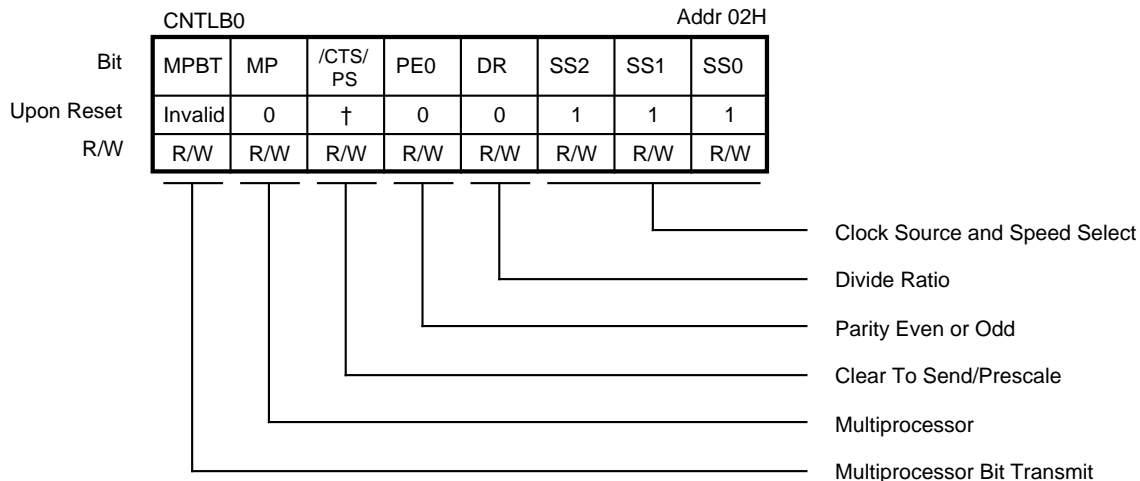 CNTLB0 Addr 02H
Bit MPBT MP /CTS/ PS PE0 DR SS2 SS1 SS0
Upon Reset Invalid 0 † 0 0 1 1 1
R/W R/W R/W R/W R/W R/W R/W R/W R/W
Clock Source and Speed Select
Divide Ratio
Parity Even or Odd
Clear To Send/Prescale
Multiprocessor
Multiprocessor Bit Transmit